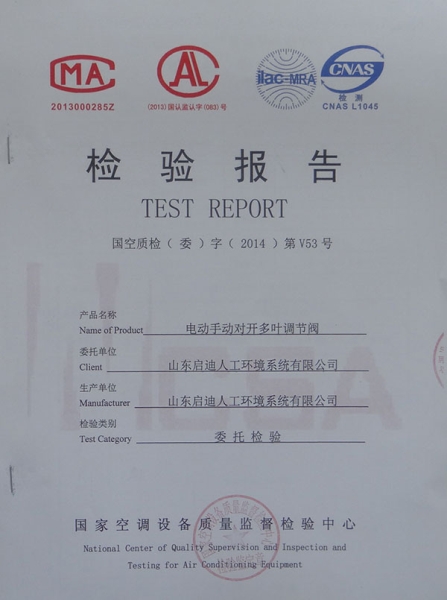 MA
2013000285Z
AL
(2013)国认监认字(083)号
ilac-MRA
CNAS
检测
CNAS L1045
检验报告
TEST REPORT
国空质检(委)字(2014)第V53号
产品名称
Name of Product 电动手动对开多叶调节阀
委托单位
Client 山东启迪人工环境系统有限公司
生产单位
Manufacturer 山东启迪人工环境系统有限公司
检验类别
Test Category 委托检验
国家空调设备质量监督检验中心
National Center of Quality Supervision and Inspection and
Testing for Air Conditioning Equipment